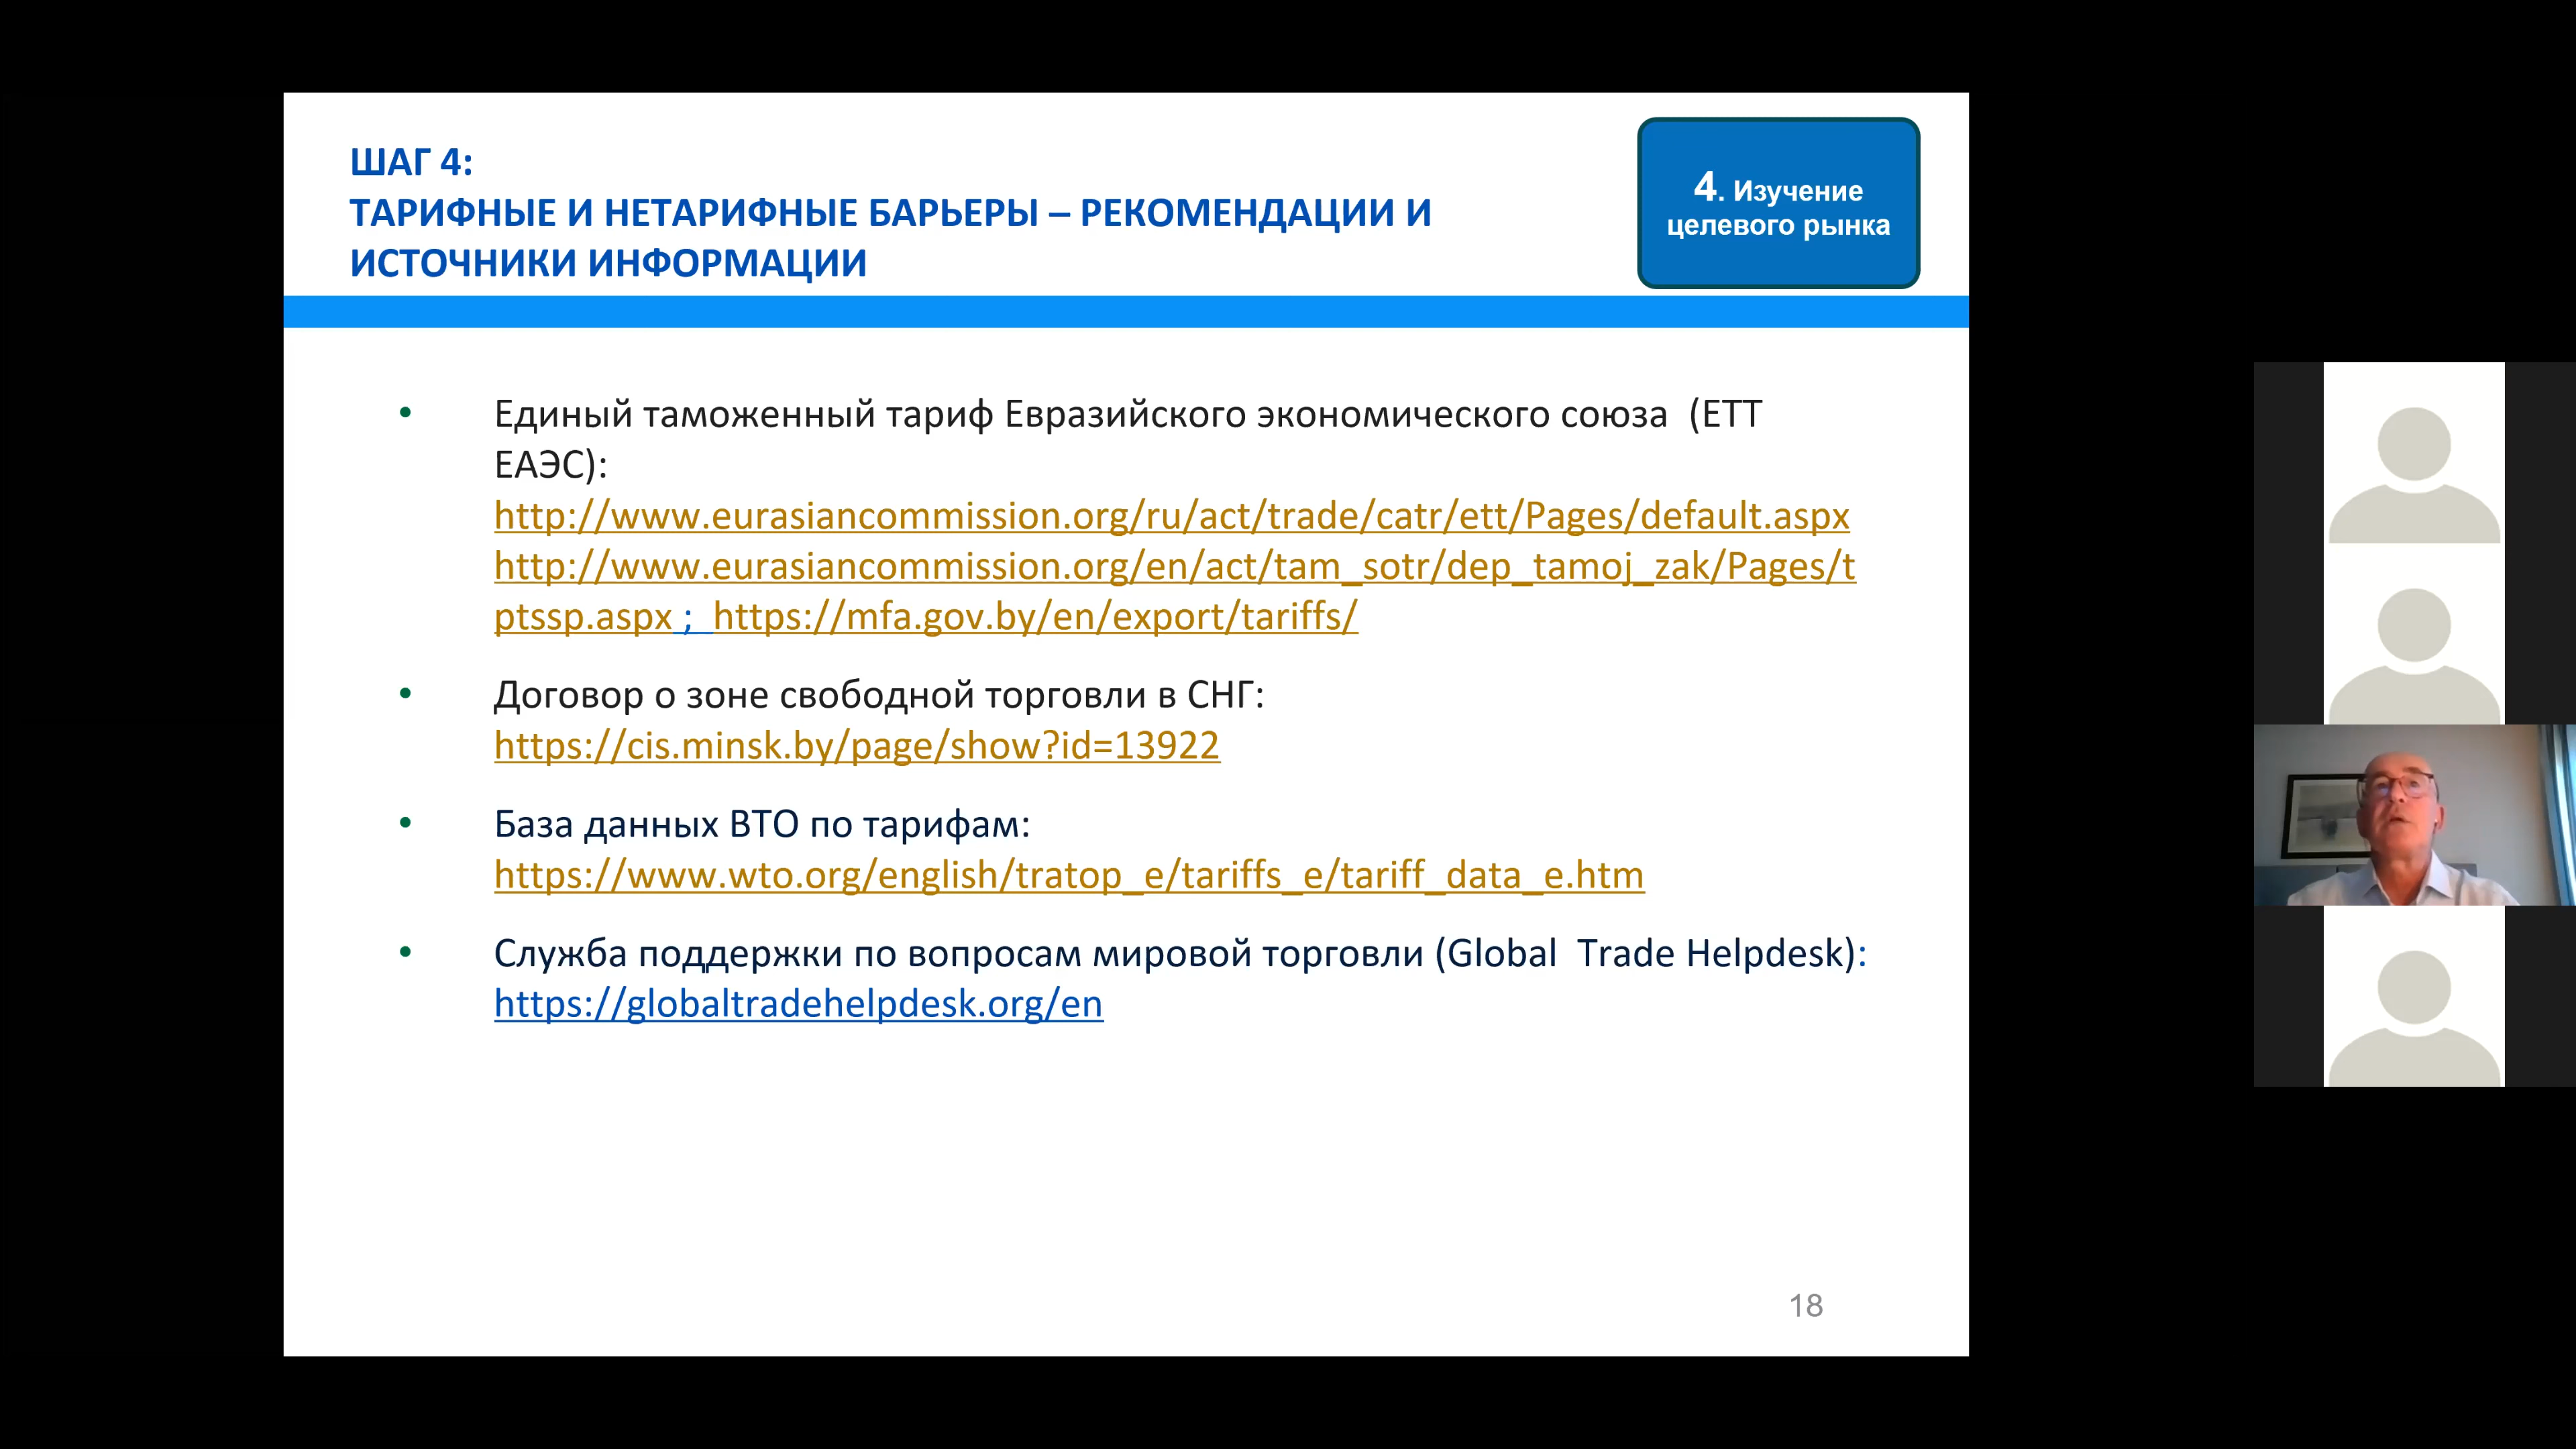 ШАГ 4:
ТАРИФНЫЕ И НЕТАРИФНЫЕ БАРЬЕРЫ – РЕКОМЕНДАЦИИ И
ИСТОЧНИКИ ИНФОРМАЦИИ
4. Изучение
целевого рынка
• Единый таможенный тариф Евразийского экономического союза (ЕТТ
ЕАЭС):
http://www.eurasiancommission.org/ru/act/trade/catr/ett/Pages/default.aspx
http://www.eurasiancommission.org/en/act/tam_sotr/dep_tamoj_zak/Pages/t
ptssp.aspx ; https://mfa.gov.by/en/export/tariffs/
• Договор о зоне свободной торговли в СНГ:
https://cis.minsk.by/page/show?id=13922
• База данных ВТО по тарифам:
https://www.wto.org/english/tratop_e/tariffs_e/tariff_data_e.htm
• Служба поддержки по вопросам мировой торговли (Global Trade Helpdesk):
https://globaltradehelpdesk.org/en
18